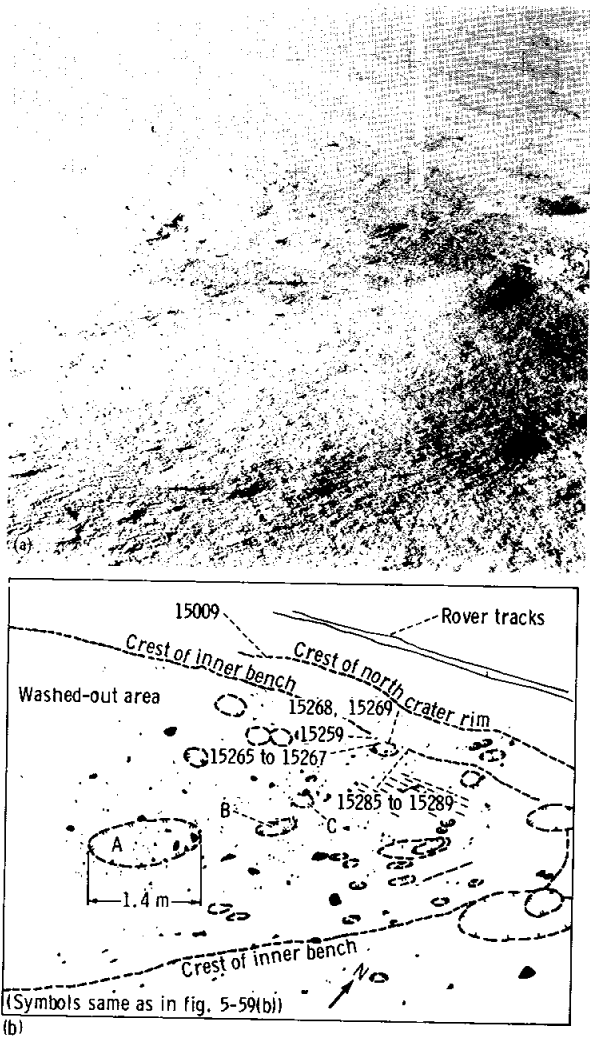 (a)
15009
Rover tracks
Crest of inner bench
Crest of north crater rim
Washed-out area
15268, 15269
15259
15265 to 15267
15285 to 15289
B
C
A
1.4 m
Crest of inner bench
N
(Symbols same as in fig. 5-59(b))
(b)